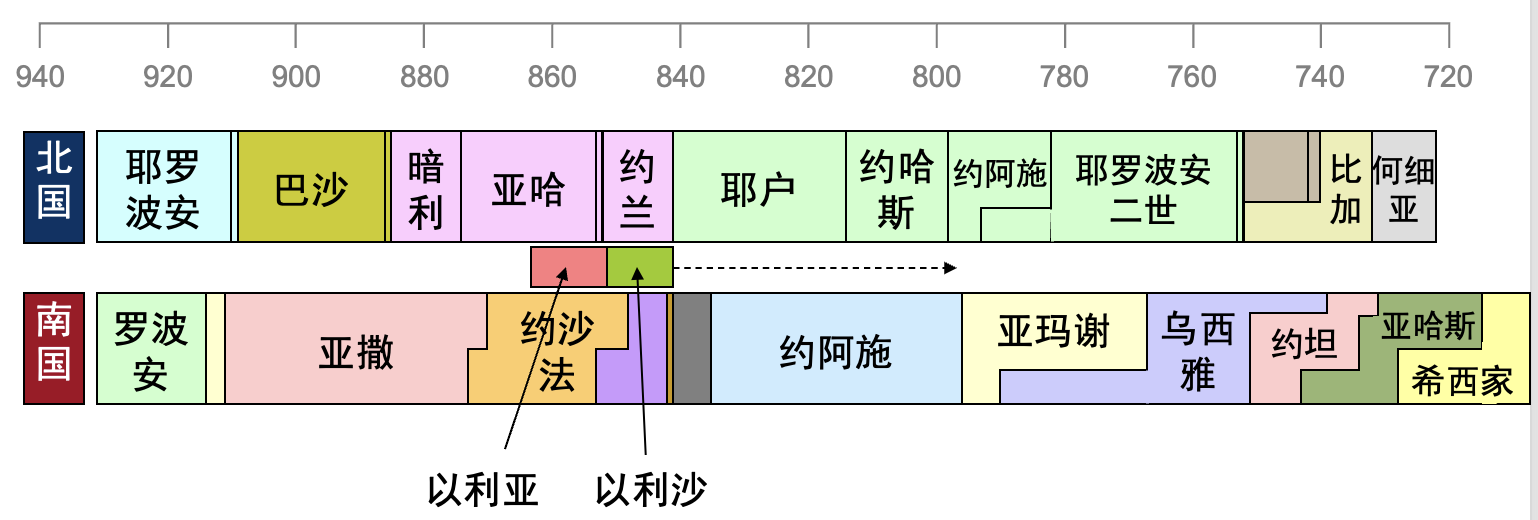 940 920 900 880 860 840 820 800 780 760 740 720
北
国
耶罗
波安
巴沙
暗
利
亚哈
约
兰
耶户
约哈
斯
约阿施
耶罗波安
二世
比
加
何细
亚
南
国
罗波
安
亚撒
约沙
法
约阿施
亚玛谢
乌西
雅
约坦
亚哈斯
希西家
以利亚
以利沙